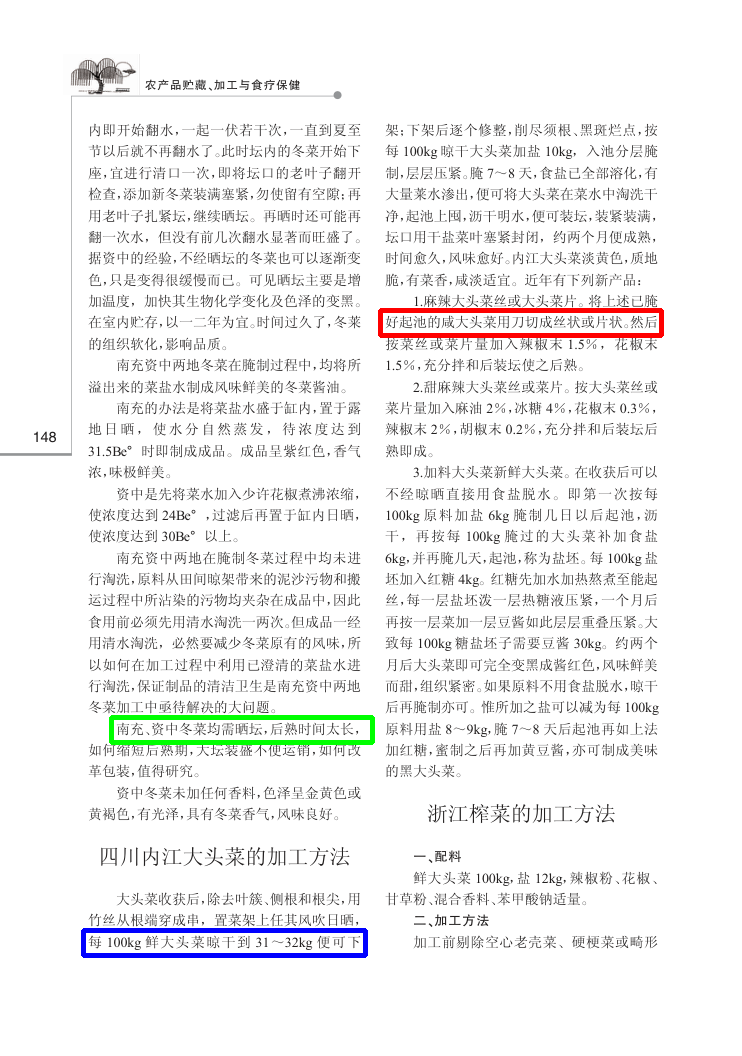 农产品贮藏、加工与食疗保健
内即开始翻水,一起一伏若干次,一直到夏至
节以后就不再翻水了。此时坛内的冬菜开始下
座,宜进行清口一次,即将坛口的老叶子翻开
检查,添加新冬菜装满塞紧,勿使留有空隙;再
用老叶子扎紧坛,继续晒坛。再晒时还可能再
翻一次水,但没有前几次翻水显著而旺盛了。
据资中的经验,不经晒坛的冬菜也可以逐渐变
色,只是变得很缓慢而已。可见晒坛主要是增
加温度,加快其生物化学变化及色泽的变黑。
在室内贮存,以一二年为宜。时间过久了,冬菜
的组织软化,影响品质。
南充资中两地冬菜在腌制过程中,均将所
溢出来的菜盐水制成风味鲜美的冬菜酱油。
南充的办法是将菜盐水盛于缸内,置于露
地日晒,使水分自然蒸发,待浓度达到
31.5Be°时即制成成品。成品呈紫红色,香气
浓,味极鲜美。
资中是先将菜水加入少许花椒煮沸浓缩,
使浓度达到24Be°,过滤后再置于缸内日晒,
使浓度达到30Be°以上。
南充资中两地在腌制冬菜过程中均未进
行淘洗,原料从田间晾架带来的泥沙污物和搬
运过程中所沾染的污物均夹杂在成品中,因此
食用前必须先用清水淘洗一两次。但成品一经
用清水淘洗,必然要减少冬菜原有的风味,所
以如何在加工过程中利用已澄清的菜盐水进
行淘洗,保证制品的清洁卫生是南充资中两地
冬菜加工中亟待解决的大问题。
南充、资中冬菜均需晒坛,后熟时间太长,
如何缩短后熟期,大坛装盛不便运销,如何改
革包装,值得研究。
资中冬菜未加任何香料,色泽呈金黄色或
黄褐色,有光泽,具有冬菜香气,风味良好。
四川内江大头菜的加工方法
大头菜收获后,除去叶簇、侧根和根尖,用
竹丝从根端穿成串,置菜架上任其风吹日晒,
每100kg鲜大头菜晾干到31～32kg便可下
148
架;下架后逐个修整,削尽须根、黑斑烂点,按
每100kg晾干大头菜加盐10kg,入池分层腌
制,层层压紧。腌7～8天,食盐已全部溶化,有
大量菜水渗出,便可将大头菜在菜水中淘洗干
净,起池上囤,沥干明水,便可装坛,装紧装满,
坛口用干盐菜叶塞紧封闭,约两个月便成熟,
时间愈久,风味愈好。内江大头菜淡黄色,质地
脆,有菜香,咸淡适宜。近年有下列新产品:
1.麻辣大头菜丝或大头菜片。将上述已腌
好起池的咸大头菜用刀切成丝状或片状。然后
按菜丝或菜片量加入辣椒末1.5%,花椒末
1.5%,充分拌和后装坛使之后熟。
2.甜麻辣大头菜丝或菜片。按大头菜丝或
菜片量加入麻油2%,冰糖4%,花椒末0.3%,
辣椒末2%,胡椒末0.2%,充分拌和后装坛后
熟即成。
3.加料大头菜新鲜大头菜。在收获后可以
不经晾晒直接用食盐脱水。即第一次按每
100kg原料加盐6kg腌制几日以后起池,沥
干,再按每100kg腌过的大头菜补加食盐
6kg,并再腌几天,起池,称为盐坯。每100kg盐
坯加入红糖4kg。红糖先加水加热熬煮至能起
丝,每一层盐坯泼一层热糖液压紧,一个月后
再按一层菜加一层豆酱如此层层重叠压紧。大
致每100kg糖盐坯子需要豆酱30kg。约两个
月后大头菜即可完全变黑成酱红色,风味鲜美
而甜,组织紧密。如果原料不用食盐脱水,晾干
后再腌制亦可。惟所加之盐可以减为每100kg
原料用盐8～9kg,腌7～8天后起池再如上法
加红糖,蜜制之后再加黄豆酱,亦可制成美味
的黑大头菜。
浙江榨菜的加工方法
一、配料
鲜大头菜100kg,盐12kg,辣椒粉、花椒、
甘草粉、混合香料、苯甲酸钠适量。
二、加工方法
加工前剔除空心老壳菜、硬梗菜或畸形